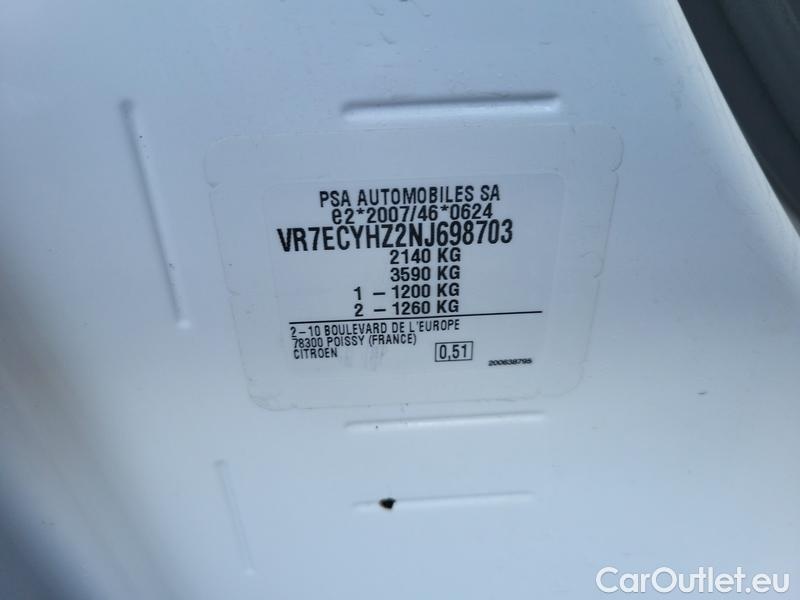 PSA AUTOMOBILES SA
e2*2007/46*0624
VR7ECYHZ2NJ698703
2140 KG
3590 KG
1 - 1200 KG
2 - 1260 KG
2-10 BOULEVARD DE L'EUROPE
78300 POISSY (FRANCE)
CITROEN
0,51
200638795
CarOutlet.eu